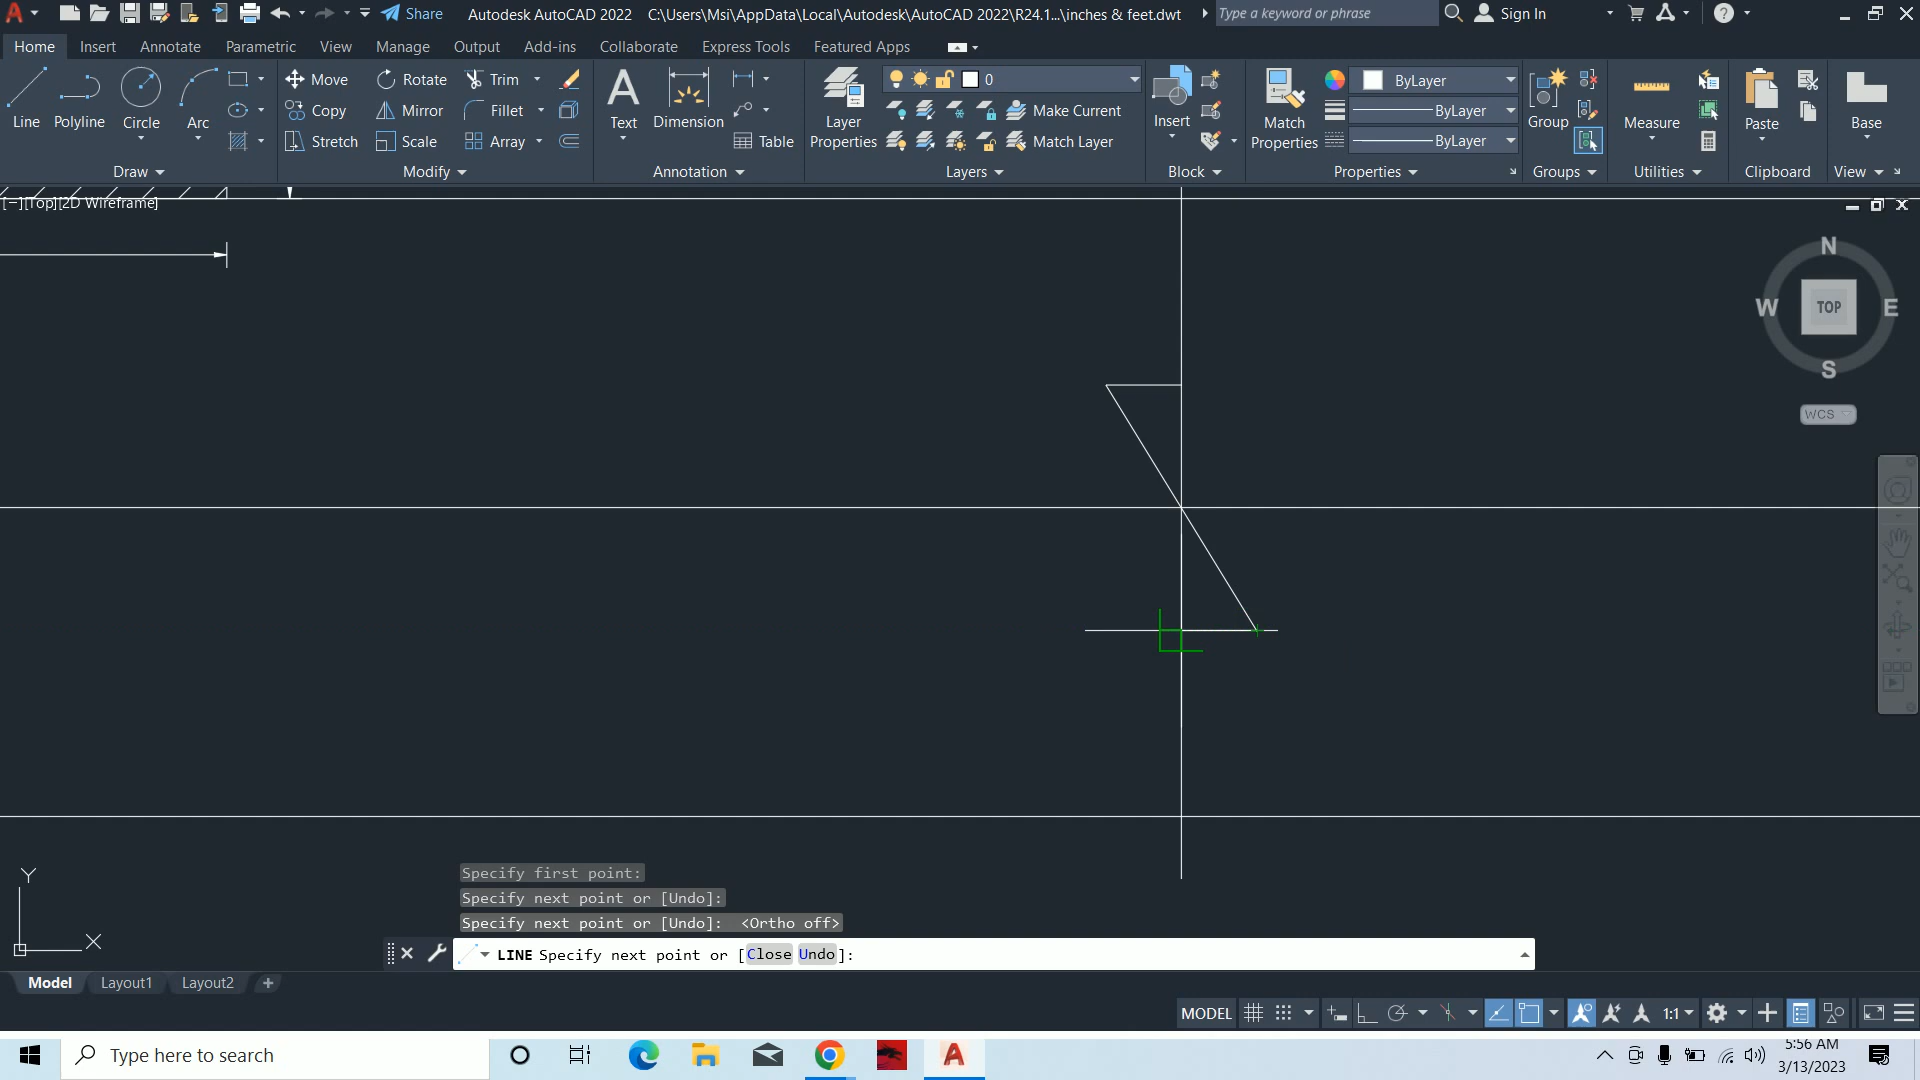 Share
Autodesk AutoCAD 2022 C:\Users\Msi\AppData\Local\Autodesk\AutoCAD 2022\R24.1...\inches & feet.dwt
Type a keyword or phrase
Sign In
Home Insert Annotate Parametric View Manage Output Add-ins Collaborate Express Tools Featured Apps
Line Polyline Circle Arc
Draw
Move Rotate Trim
Copy Mirror Fillet
Stretch Scale Array
Modify
Text Dimension Table
Annotation
Layer Properties
0
Make Current
Match Layer
Layers
Insert
Block
Match Properties
ByLayer
ByLayer
ByLayer
Properties
Group
Groups
Measure
Utilities
Paste
Clipboard
Base
View
[−][Top][2D Wireframe]
N
W TOP E
S
WCS
Y
X
Specify first point:
Specify next point or [Undo]:
Specify next point or [Undo]: <Ortho off>
LINE Specify next point or [Close Undo]:
Model Layout1 Layout2 +
MODEL 1:1
Type here to search
5:56 AM
3/13/2023